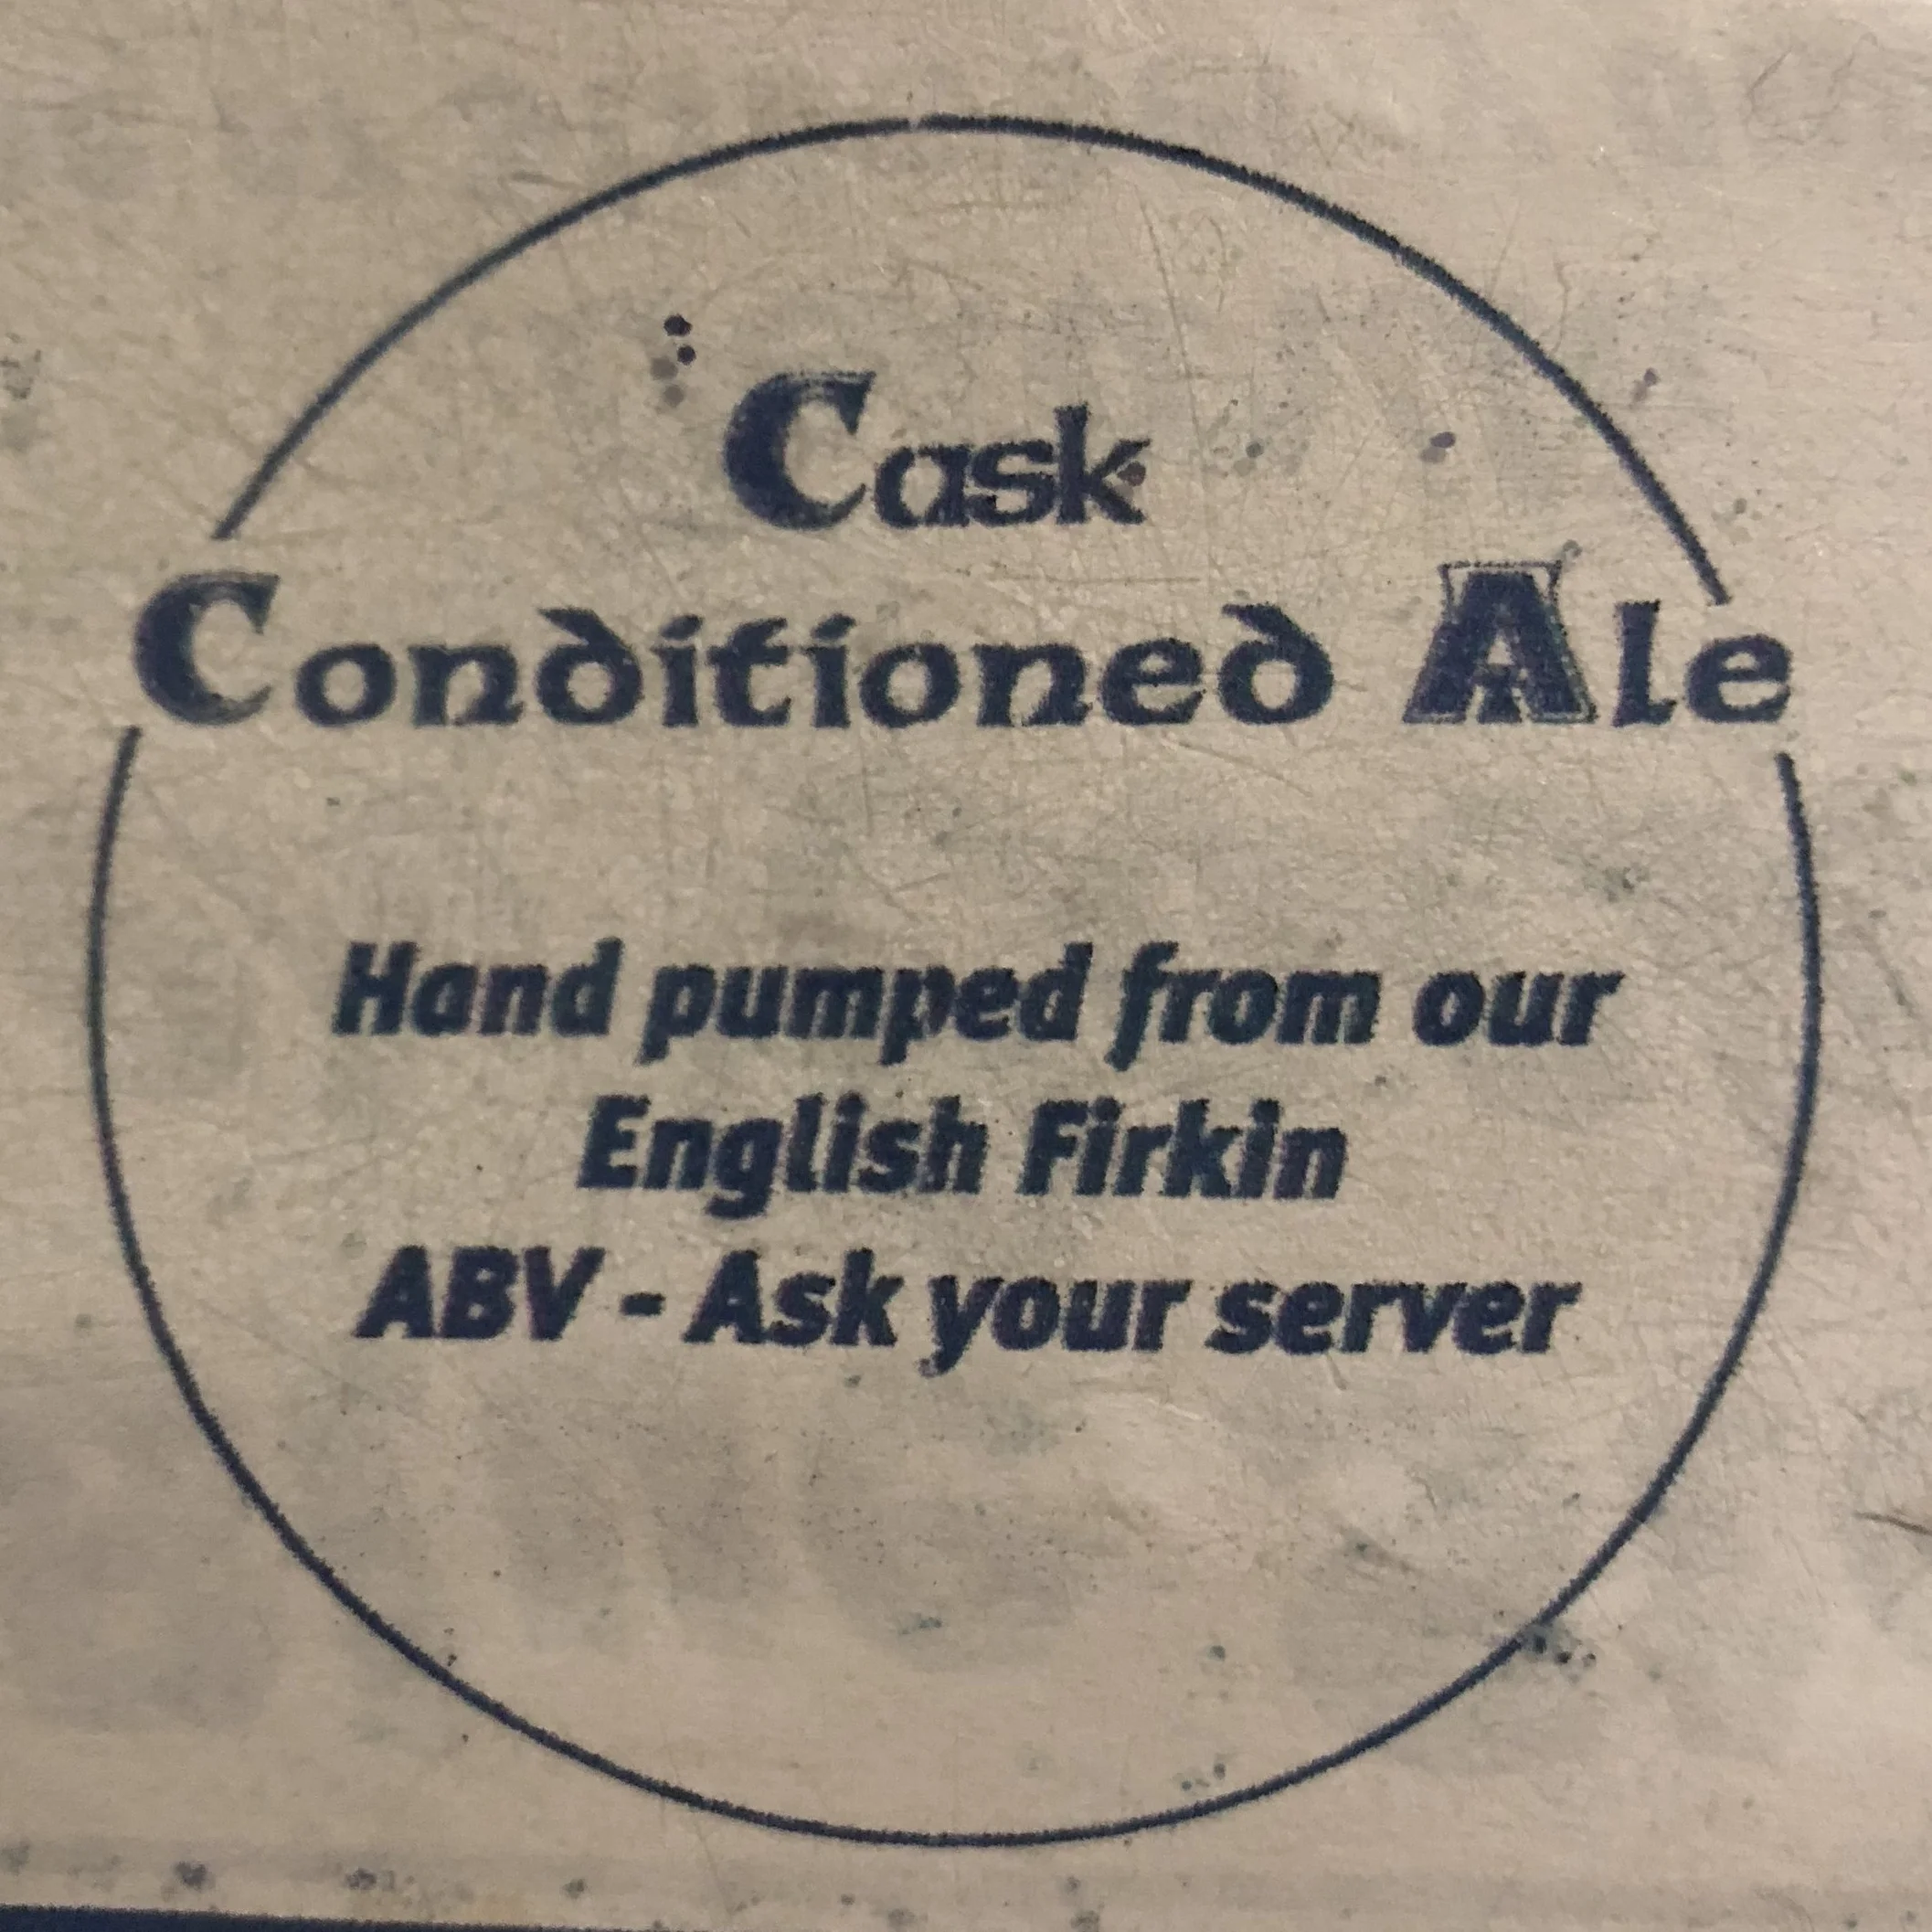 Cask
Conditioned Ale
Hand pumped from our
English Firkin
ABV - Ask your server